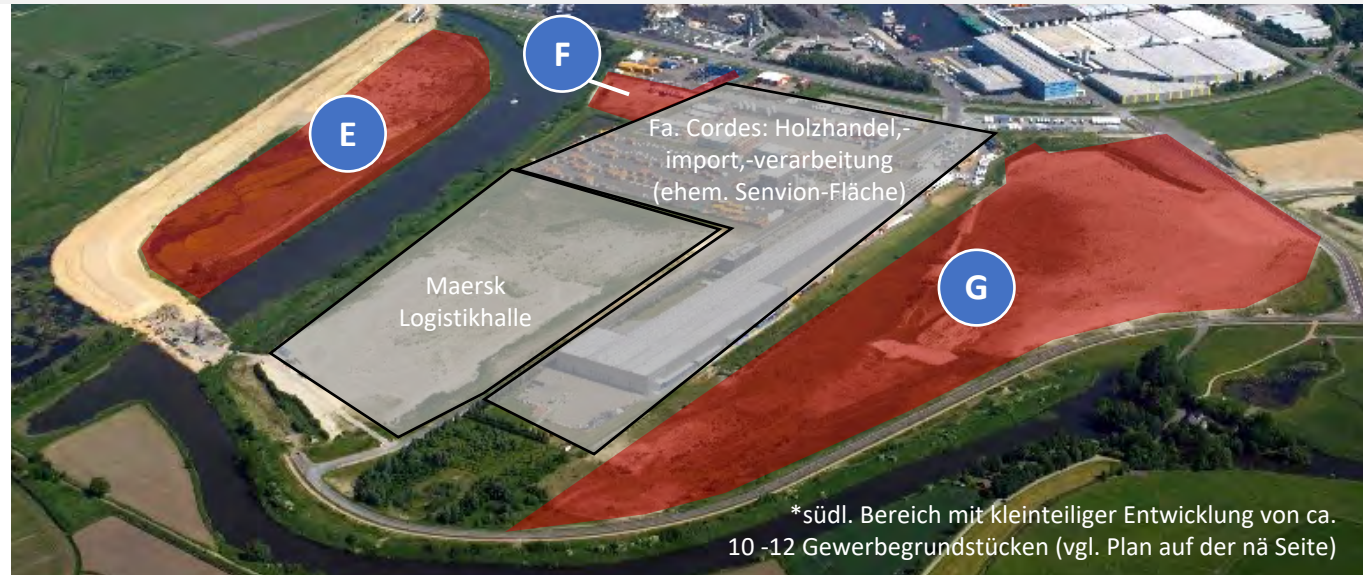 F
E
Fa. Cordes: Holzhandel,-
import,-verarbeitung
(ehem. Senvion-Fläche)
Maersk
Logistikhalle
G
*südl. Bereich mit kleinteiliger Entwicklung von ca.
10 -12 Gewerbegrundstücken (vgl. Plan auf der nä Seite)